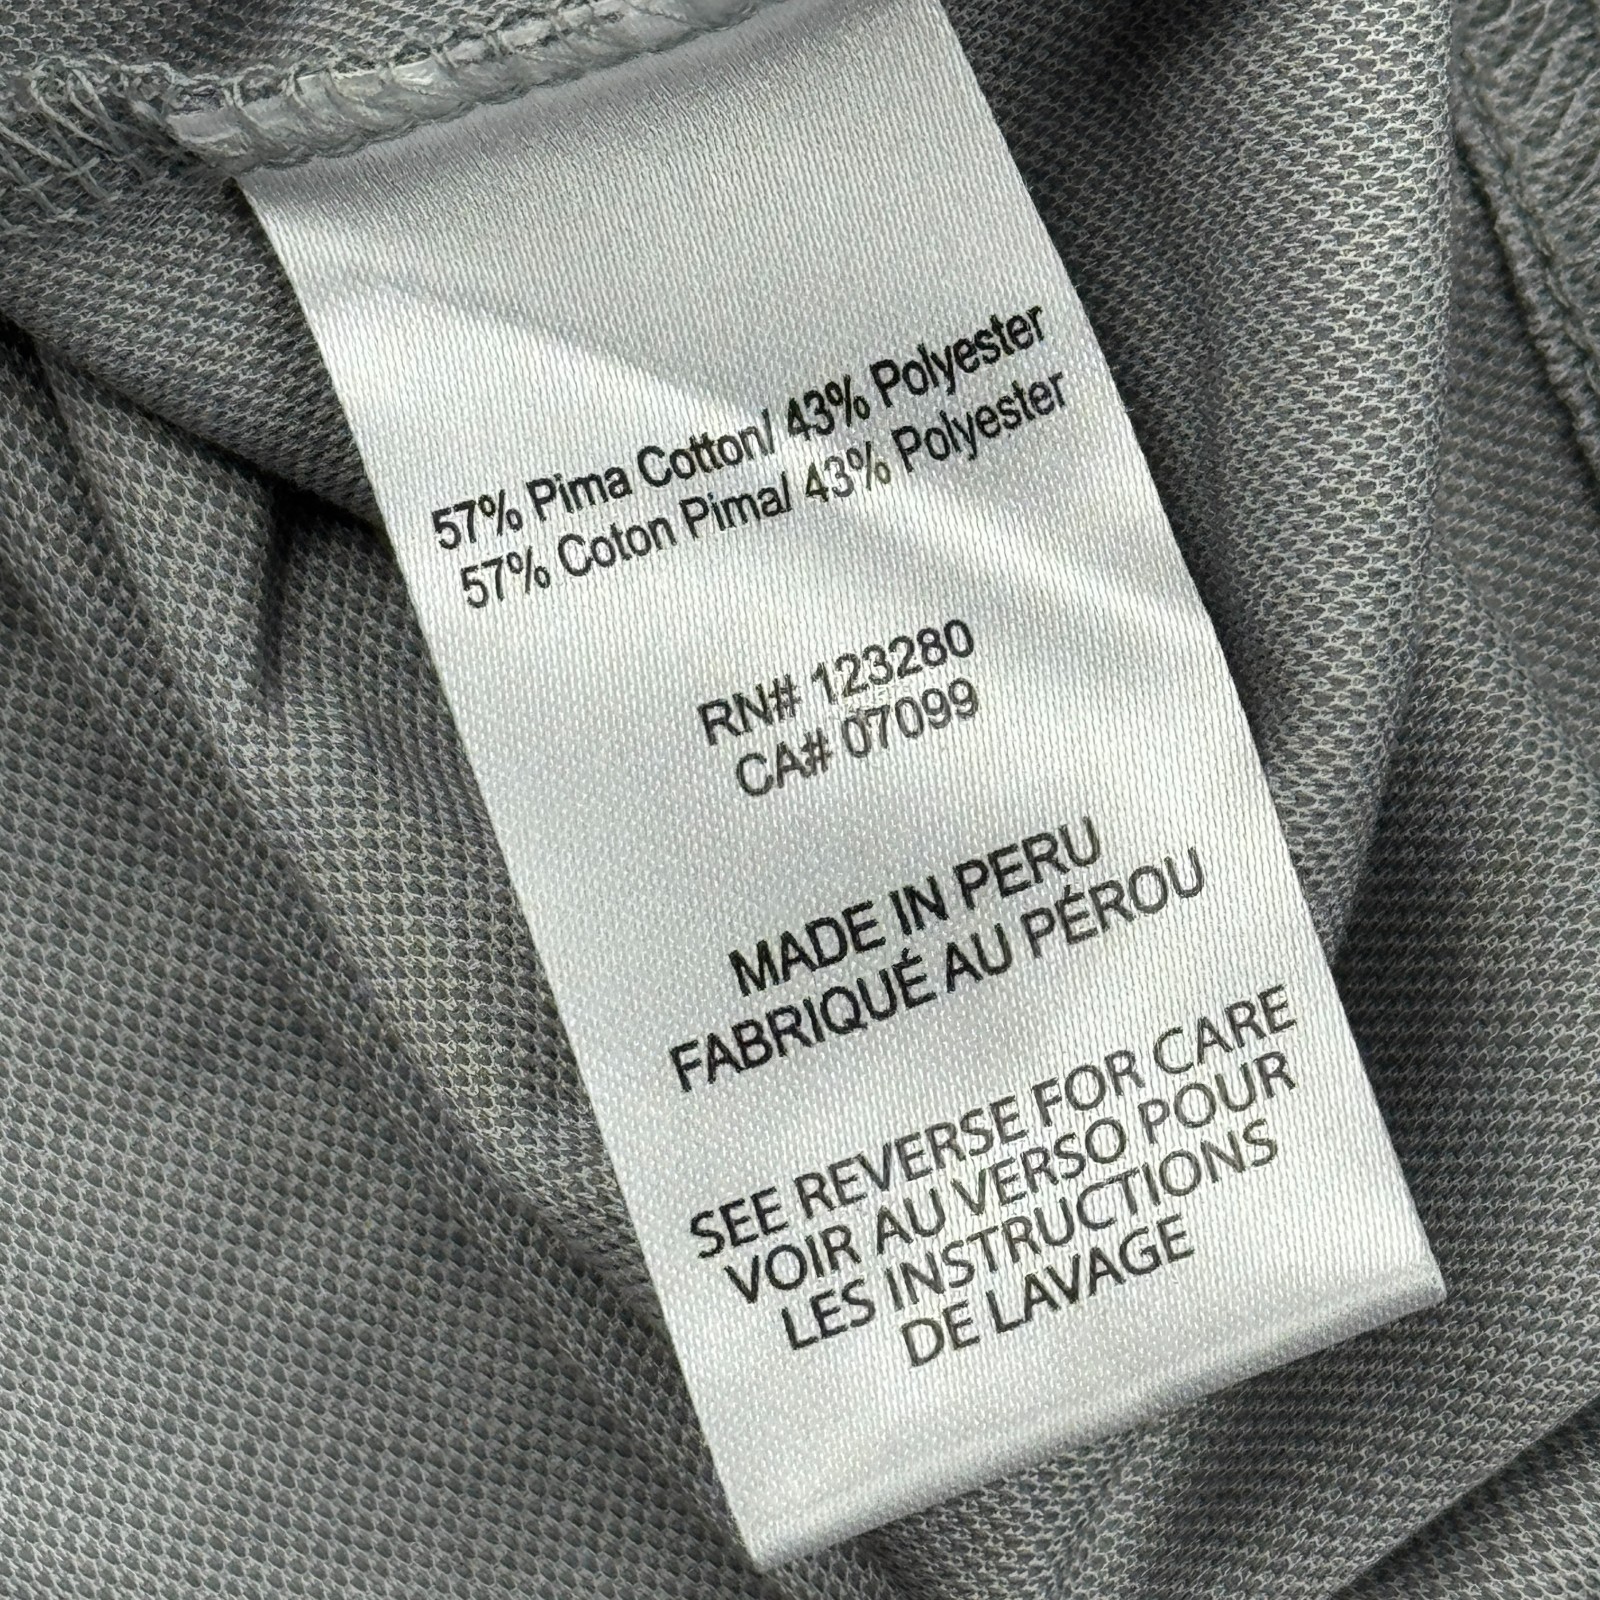 57% Pima Cotton/ 43% Polyester
57% Coton Pima/ 43% Polyester
RN# 123280
CA# 07099
MADE IN PERU
FABRIQUÉ AU PÉROU
SEE REVERSE FOR CARE
VOIR AU VERSO POUR
LES INSTRUCTIONS
DE LAVAGE